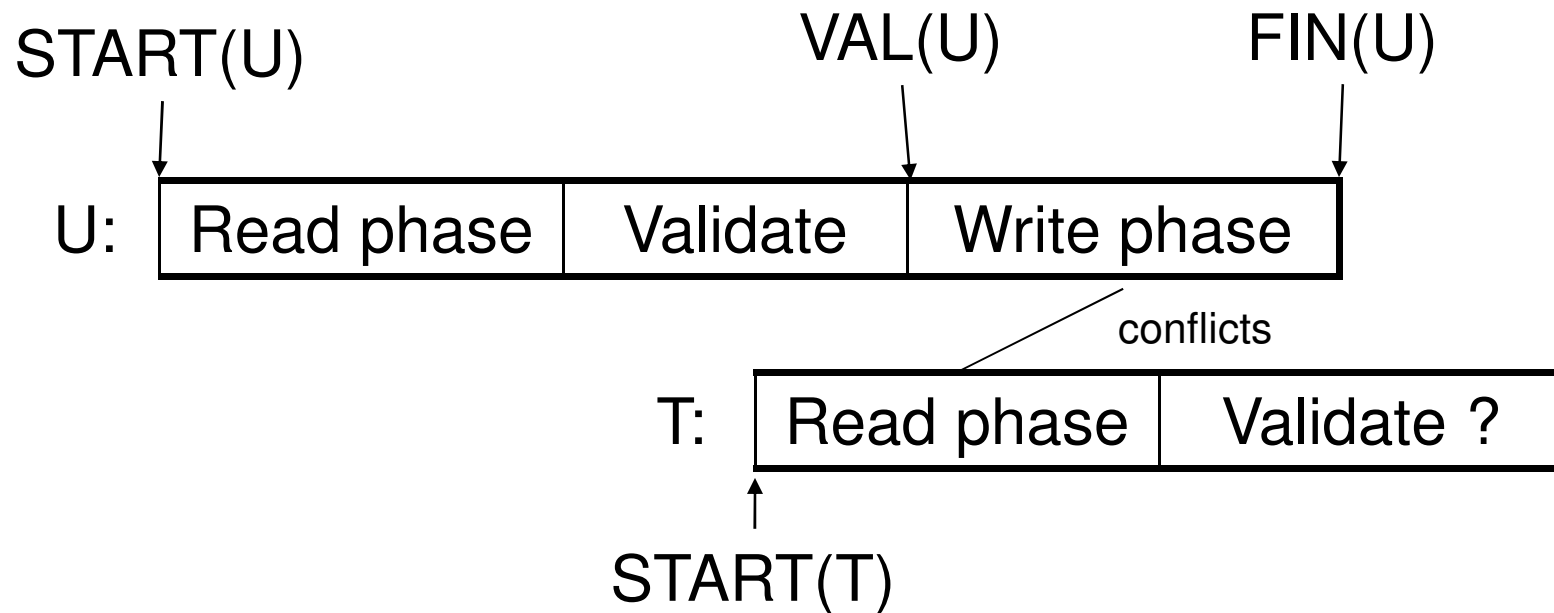 START(U) VAL(U) FIN(U)
U: Read phase Validate Write phase
conflicts
T: Read phase Validate ?
START(T)